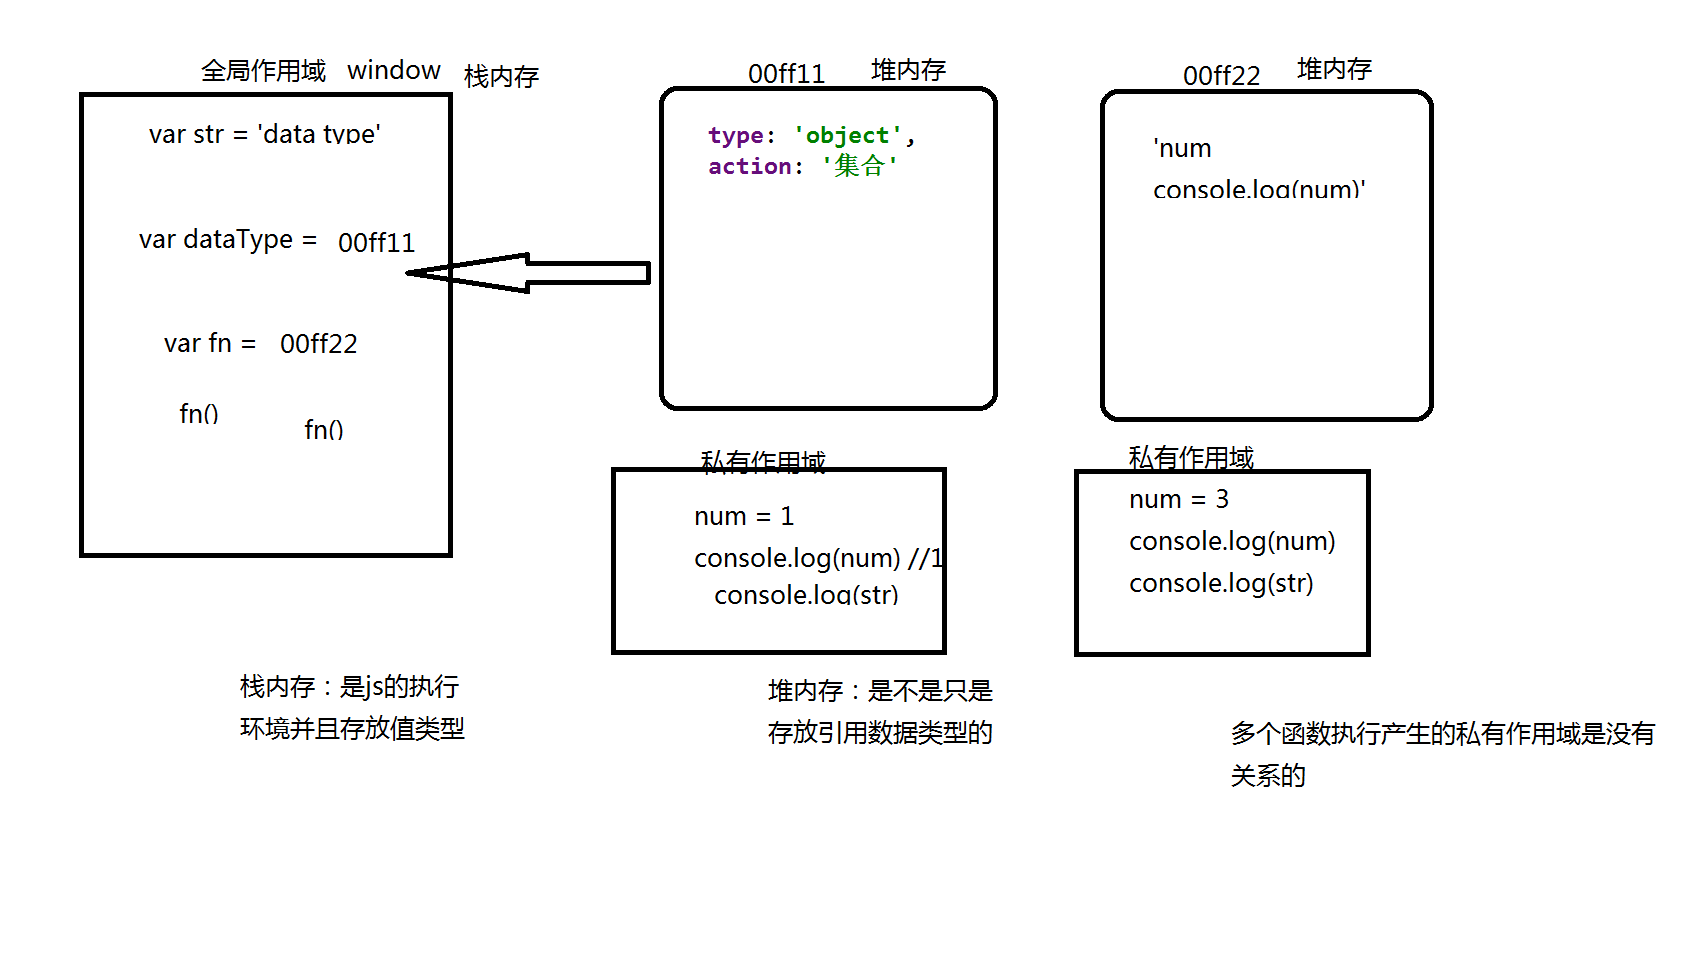 全局作用域 window 栈内存
var str = 'data type'
var dataType = 00ff11
var fn = 00ff22
fn()
fn()
00ff11 堆内存
type: 'object',
action: '集合'
00ff22 堆内存
'num
console.log(num)'
私有作用域
num = 1
console.log(num) //1
console.log(str)
私有作用域
num = 3
console.log(num)
console.log(str)
栈内存：是js的执行
环境并且存放值类型
堆内存：是不是只是
存放引用数据类型的
多个函数执行产生的私有作用域是没有
关系的